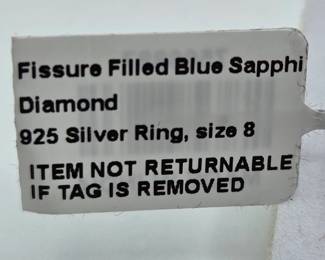 Fissure Filled Blue Sapphi
Diamond
925 Silver Ring, size 8
ITEM NOT RETURNABLE
IF TAG IS REMOVED